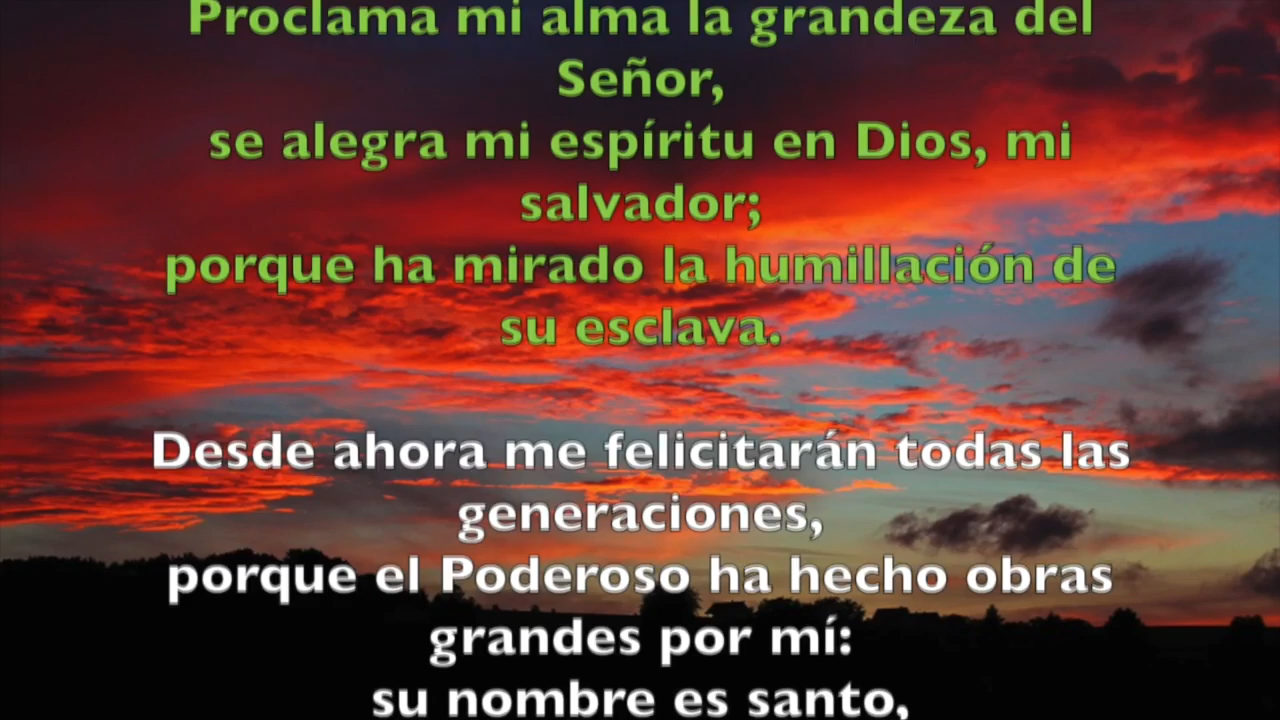 Proclama mi alma la grandeza del
Señor,
se alegra mi espíritu en Dios, mi
salvador;
porque ha mirado la humillación de
su esclava.
Desde ahora me felicitarán todas las
generaciones,
porque el Poderoso ha hecho obras
grandes por mí:
su nombre es santo,